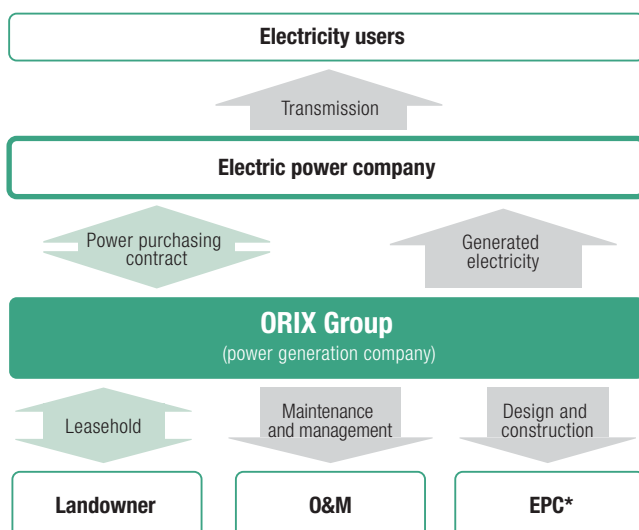 Electricity users
Transmission
Electric power company
Power purchasing
contract
Generated
electricity
ORIX Group
(power generation company)
Leasehold
Maintenance
and management
Design and
construction
Landowner
O&M
EPC*